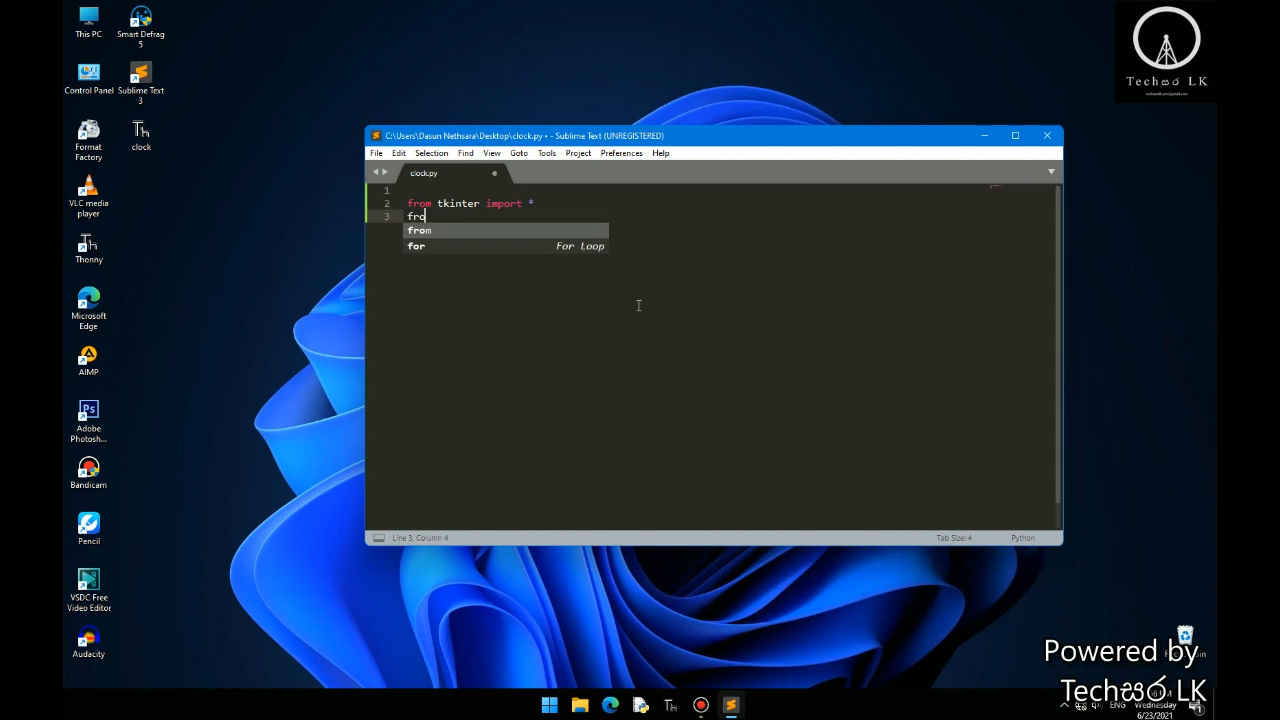 This PC
Smart Defrag
5
Control Panel
Sublime Text
3
Format
Factory
clock
VLC media
player
Thonny
Microsoft
Edge
AIMP
Ps
Adobe
Photosh...
Bandicam
Pencil
VSDC Free
Video Editor
Audacity
Techසර LK
C:\Users\Dasun Nethsara\Desktop\clock.py • - Sublime Text (UNREGISTERED)
File Edit Selection Find View Goto Tools Project Preferences Help
clock.py
1
2 from tkinter import *
3 fro
from
for For Loop
Line 3, Column 4
Tab Size: 4 Python
Powered by
Techසර LK
ENG
Wednesday
6/23/2021